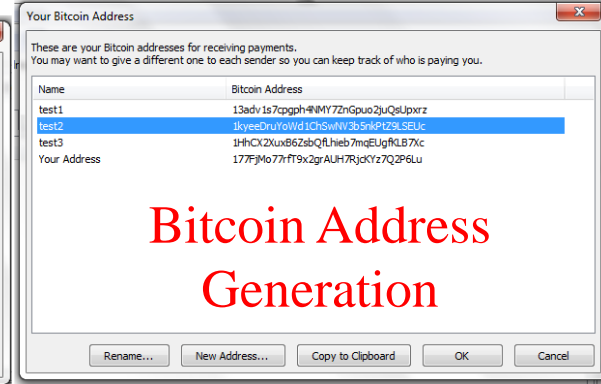 Your Bitcoin Address
These are your Bitcoin addresses for receiving payments.
You may want to give a different one to each sender so you can keep track of who is paying you.
Name Bitcoin Address
test1 13adv1s7cpgph4NMY7ZnGpuo2juQsUpxrz
test2 1kyeeDruYoWd1ChSwNV3b5nkPtZ9LSEUc
test3 1HhCX2XuxB6ZsbQfLhieb7mqEUgfKLB7Xc
Your Address 177FjMo77rfT9x2grAUH7RjcKYz7Q2P6Lu
Bitcoin Address
Generation
Rename... New Address... Copy to Clipboard OK Cancel